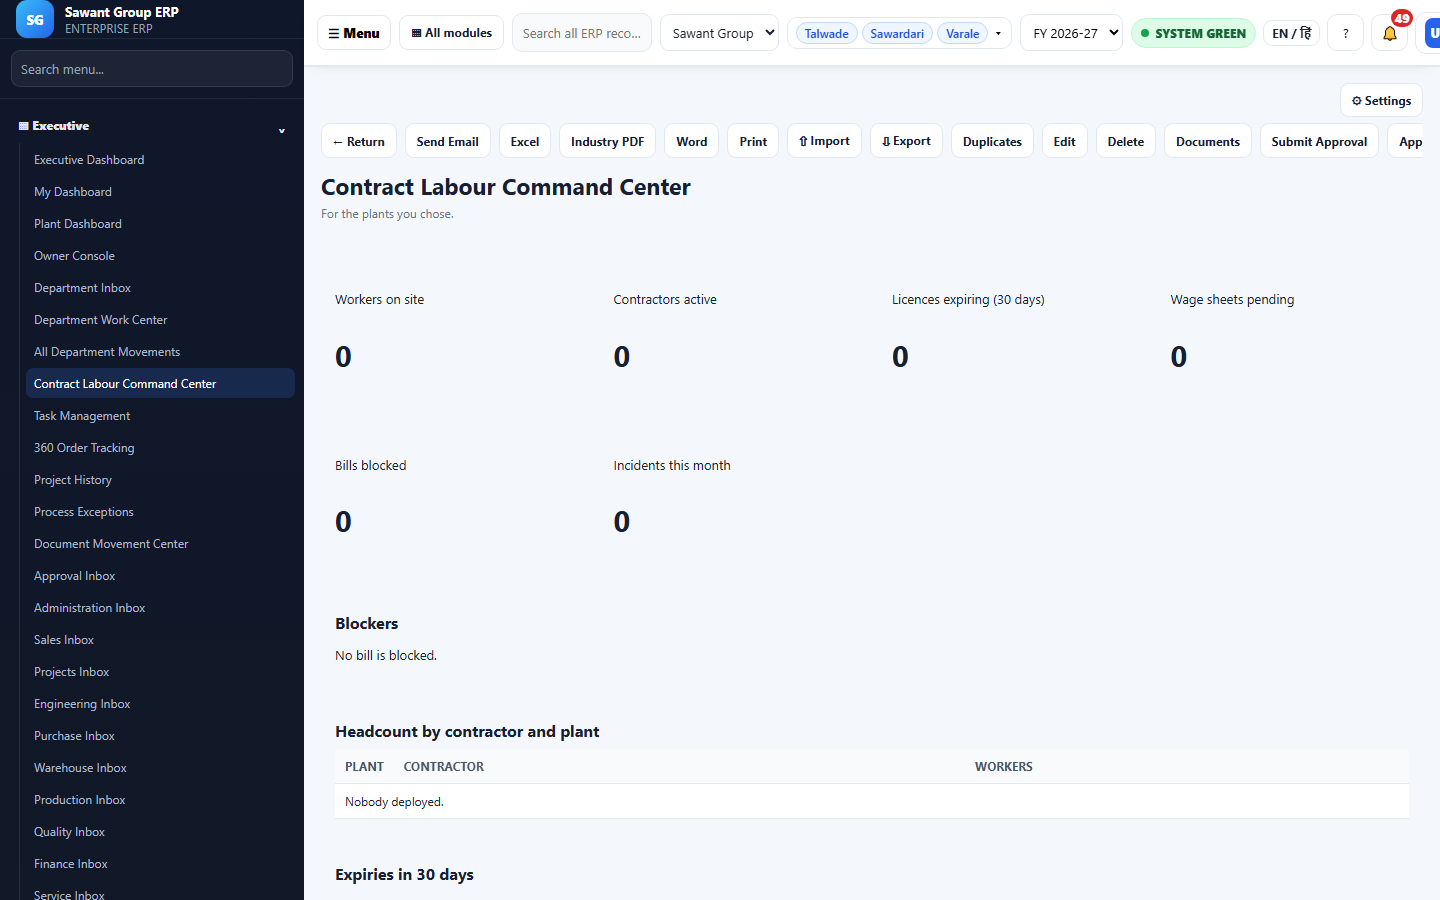 SG
Sawant Group ERP
ENTERPRISE ERP
Search menu...
Executive
Executive Dashboard
My Dashboard
Plant Dashboard
Owner Console
Department Inbox
Department Work Center
All Department Movements
Contract Labour Command Center
Task Management
360 Order Tracking
Project History
Process Exceptions
Document Movement Center
Approval Inbox
Administration Inbox
Sales Inbox
Projects Inbox
Engineering Inbox
Purchase Inbox
Warehouse Inbox
Production Inbox
Quality Inbox
Finance Inbox
Service Inbox
☰ Menu
All modules
Search all ERP reco...
Sawant Group
Talwade Sawardari Varale
FY 2026-27
SYSTEM GREEN
EN / हिं
?
49
U
⚙ Settings
← Return Send Email Excel Industry PDF Word Print ⇧ Import ⇩ Export Duplicates Edit Delete Documents Submit Approval App
Contract Labour Command Center
For the plants you chose.
Workers on site Contractors active Licences expiring (30 days) Wage sheets pending
0 0 0 0
Bills blocked Incidents this month
0 0
Blockers
No bill is blocked.
Headcount by contractor and plant
PLANT CONTRACTOR WORKERS
Nobody deployed.
Expiries in 30 days